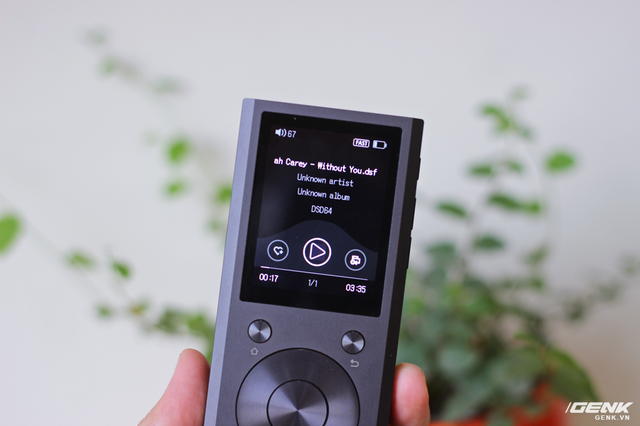 67
FAST
ah Carey - Without You.dsf
Unknown artist
Unknown album
DSD64
00:17
1/1
03:35
GENK
GENK.VN